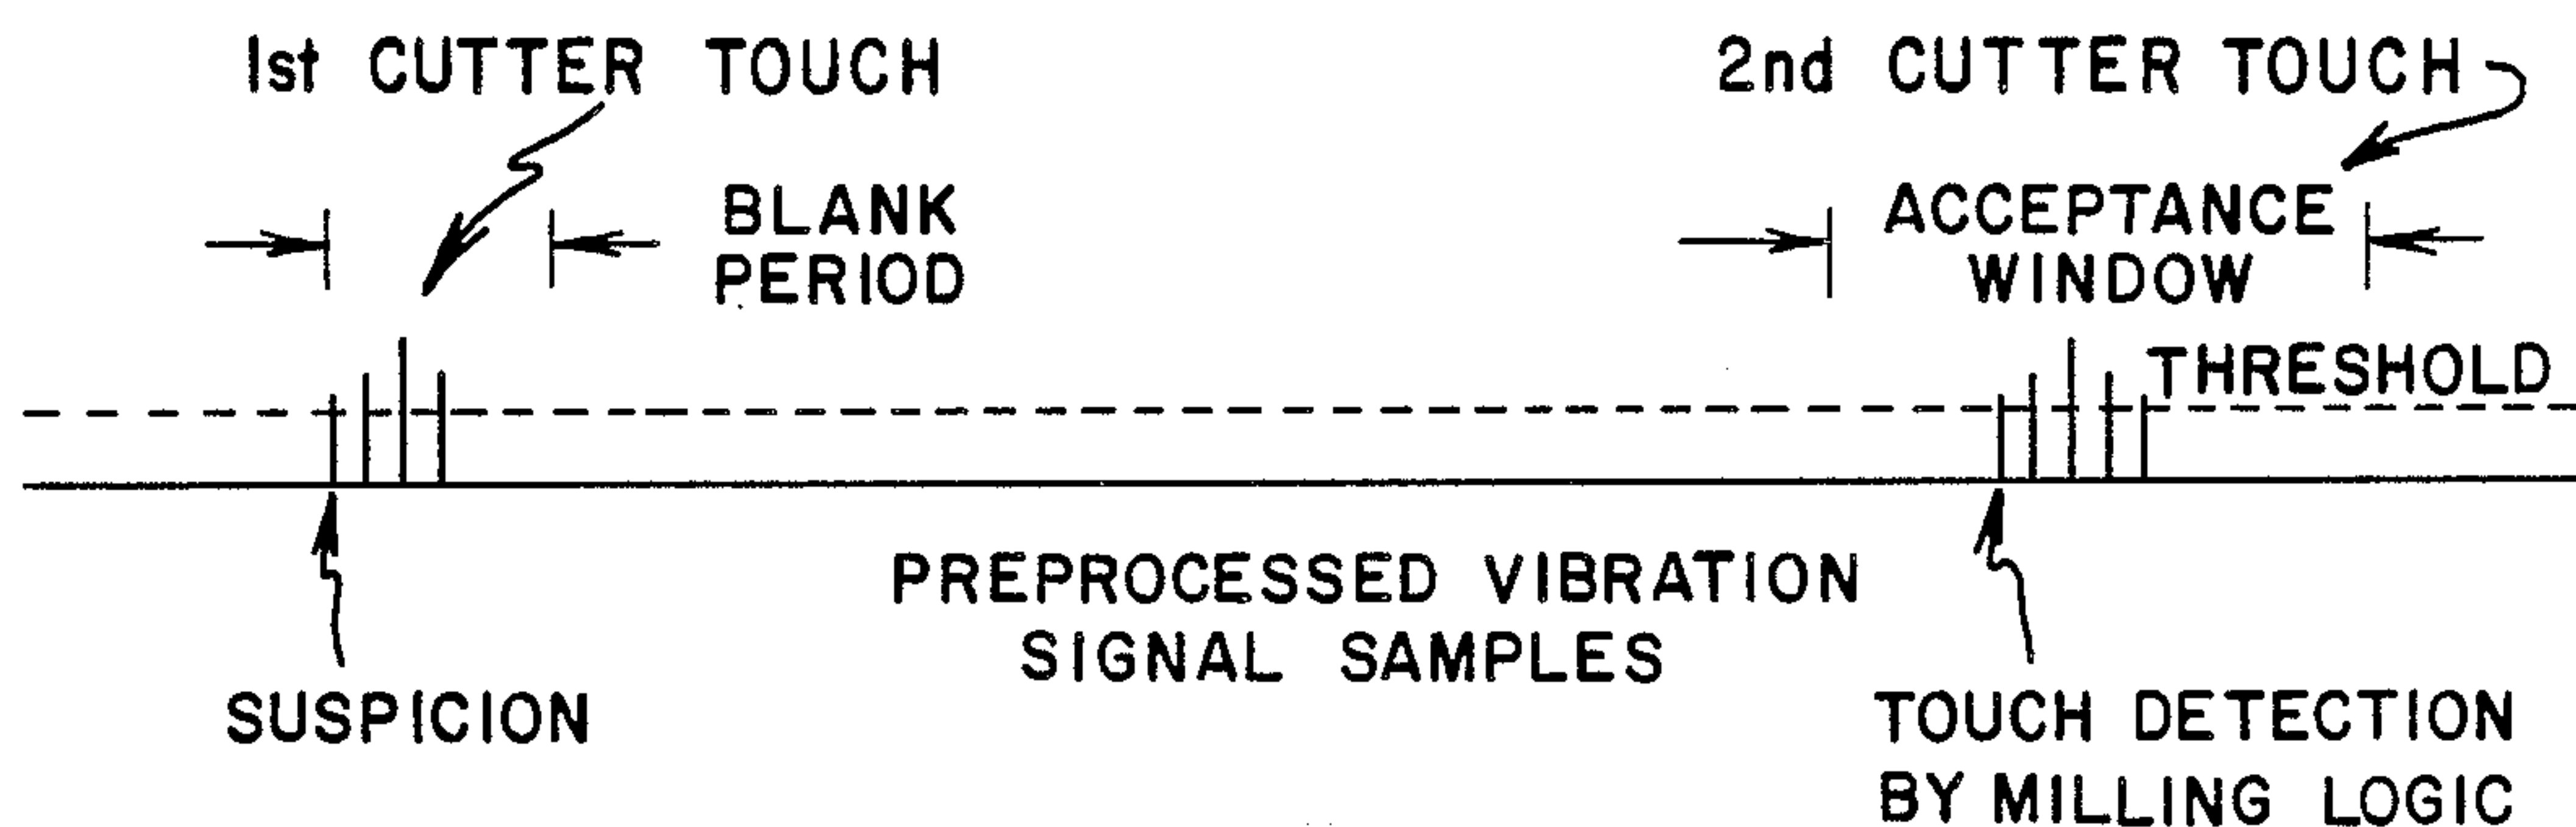 1st CUTTER TOUCH
2nd CUTTER TOUCH
BLANK
PERIOD
ACCEPTANCE
WINDOW
THRESHOLD
PREPROCESSED VIBRATION
SIGNAL SAMPLES
SUSPICION
TOUCH DETECTION
BY MILLING LOGIC